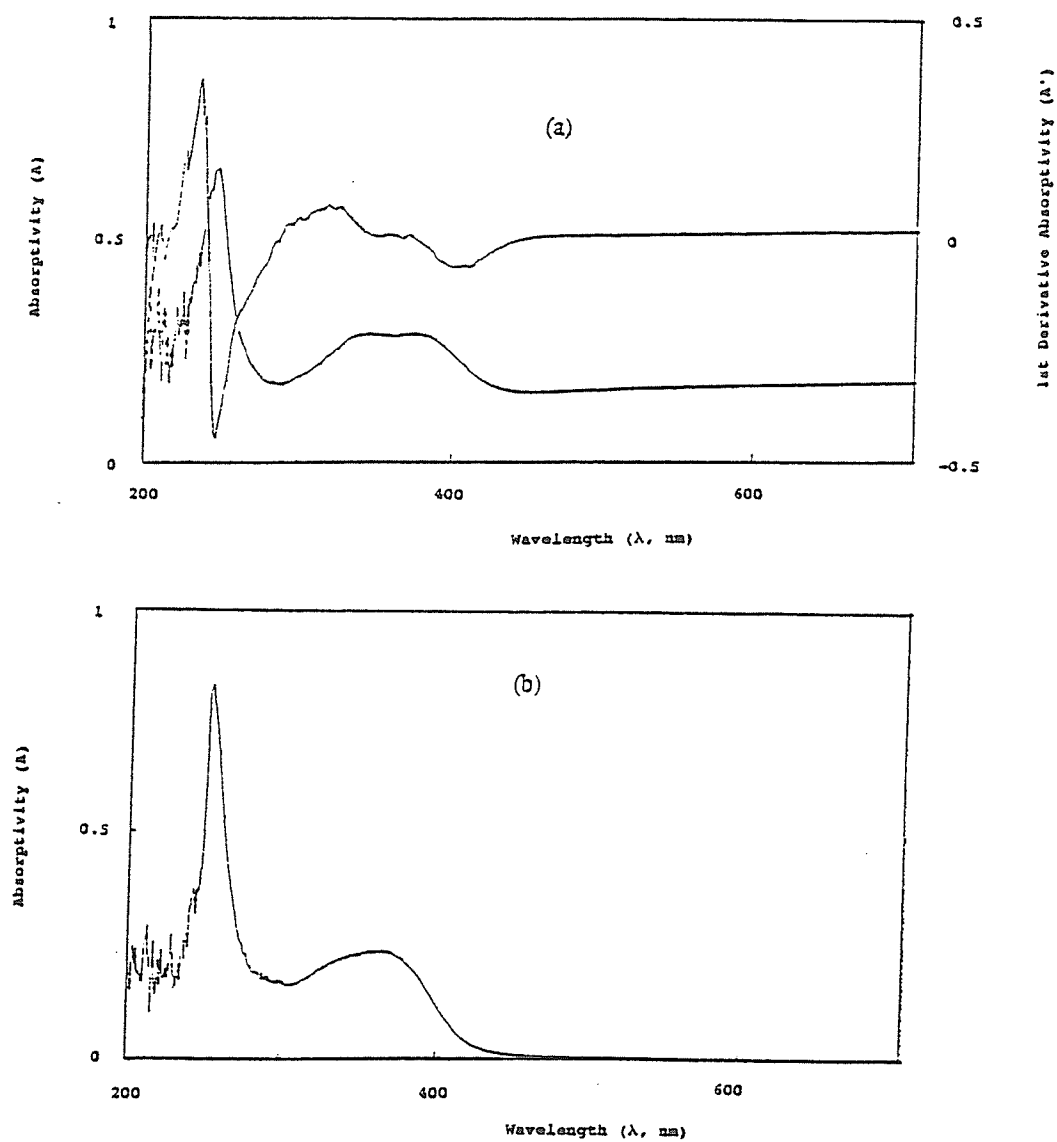 1
0.5
(a)
Absorptivity (A)
1st Derivative Absorptivity (A')
0.5
0
0
-0.5
200
400
600
Wavelength (λ, nm)
1
(b)
Absorptivity (A)
0.5
0
200
400
600
Wavelength (λ, nm)